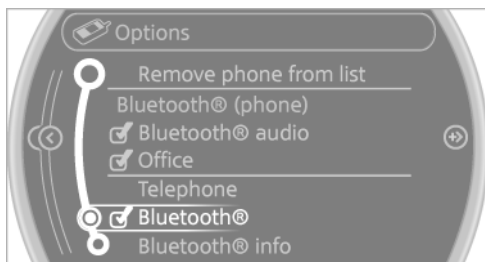 Options
Remove phone from list
Bluetooth® (phone)
Bluetooth® audio
Office
Telephone
Bluetooth®
Bluetooth® info